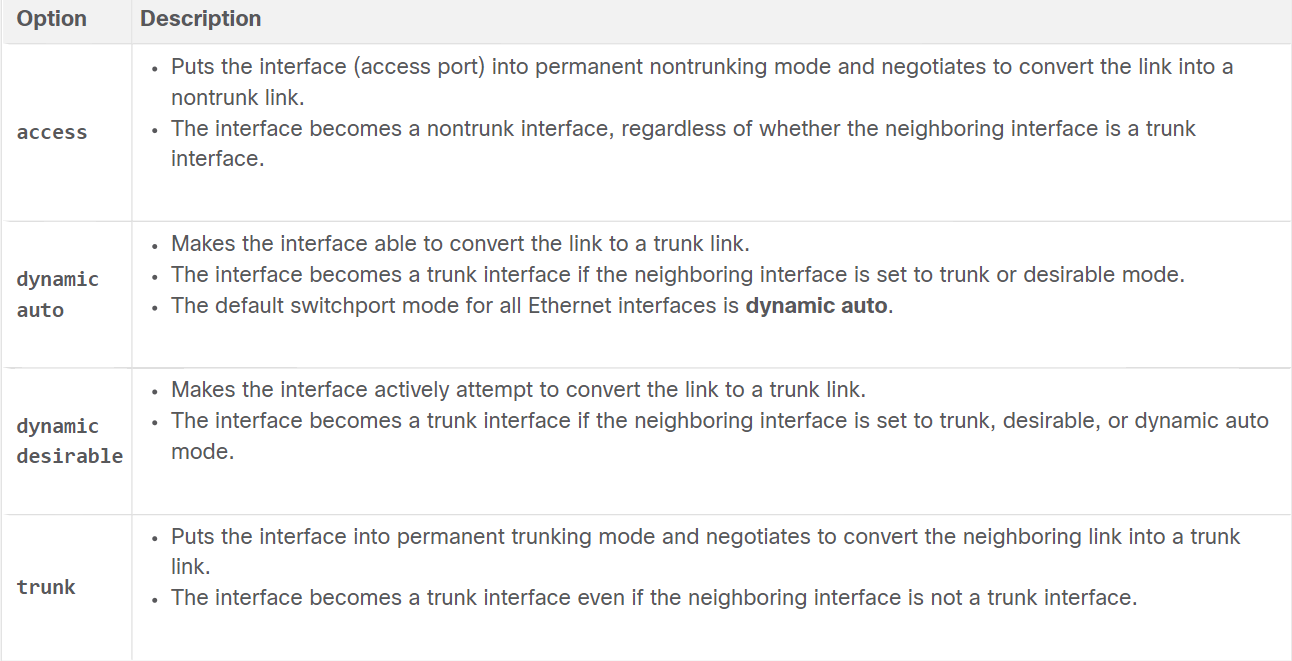 Option Description
access
• Puts the interface (access port) into permanent nontrunking mode and negotiates to convert the link into a
nontrunk link.
• The interface becomes a nontrunk interface, regardless of whether the neighboring interface is a trunk
interface.
dynamic
auto
• Makes the interface able to convert the link to a trunk link.
• The interface becomes a trunk interface if the neighboring interface is set to trunk or desirable mode.
• The default switchport mode for all Ethernet interfaces is dynamic auto.
dynamic
desirable
• Makes the interface actively attempt to convert the link to a trunk link.
• The interface becomes a trunk interface if the neighboring interface is set to trunk, desirable, or dynamic auto
mode.
trunk
• Puts the interface into permanent trunking mode and negotiates to convert the neighboring link into a trunk
link.
• The interface becomes a trunk interface even if the neighboring interface is not a trunk interface.